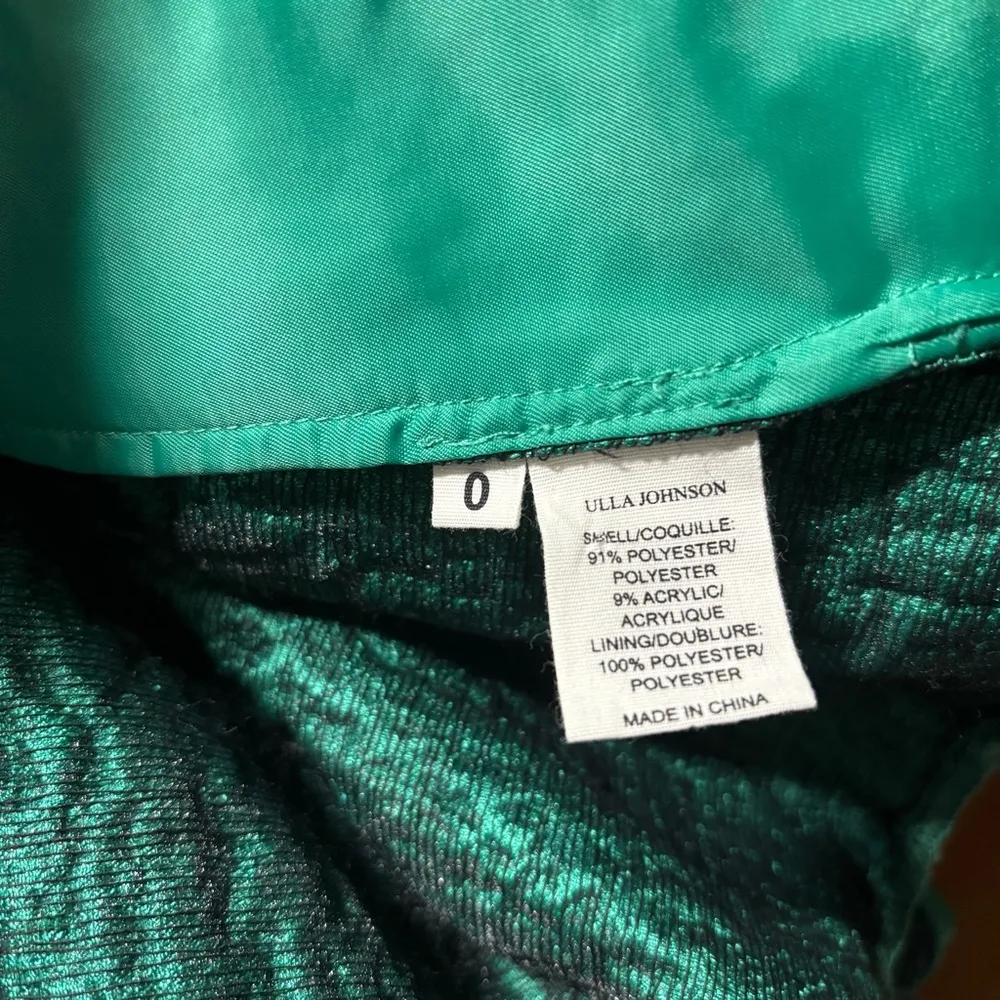 0
ULLA JOHNSON
SHELL/COQUILLE:
91% POLYESTER/
POLYESTER
9% ACRYLIC/
ACRYLIQUE
LINING/DOUBLURE:
100% POLYESTER/
POLYESTER
MADE IN CHINA